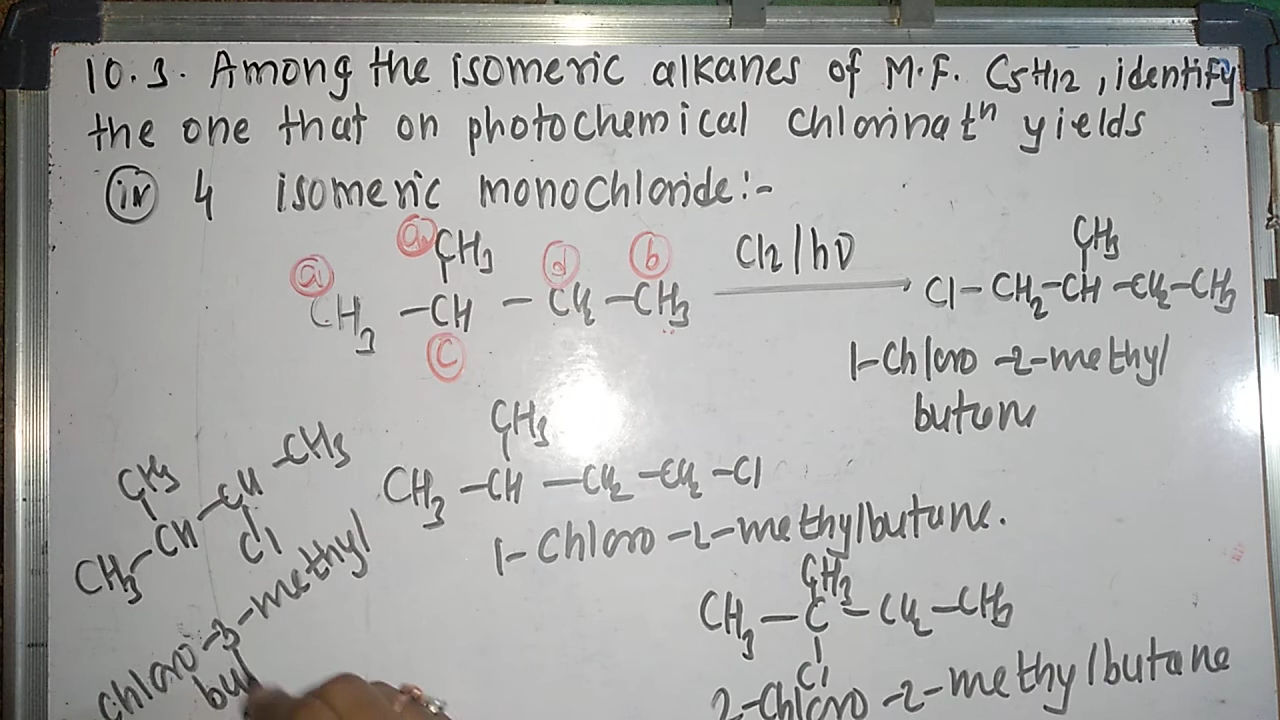 10.3. Among the isomeric alkanes of M.F. C5H12, identify
the one that on photochemical Chlorinatn yields
(iv) 4 isomeric monochloride:-
(a) (a) CH3 (d) (b) Cl2/hν CH3
CH3 -CH - CH2 -CH3 Cl- CH2-CH -CH2-CH3
(c)
1-Chloro -2-methyl
CH3
CH3 -CH -CH2 -CH2 -Cl
1-Chloro -2-methylbutane.
CH3
CH3- CH - CH -CH3
Cl
Chloro -3-methyl
but
CH3
CH3 - C - CH2 -CH3
Cl
2-Chloro -2-methylbutane